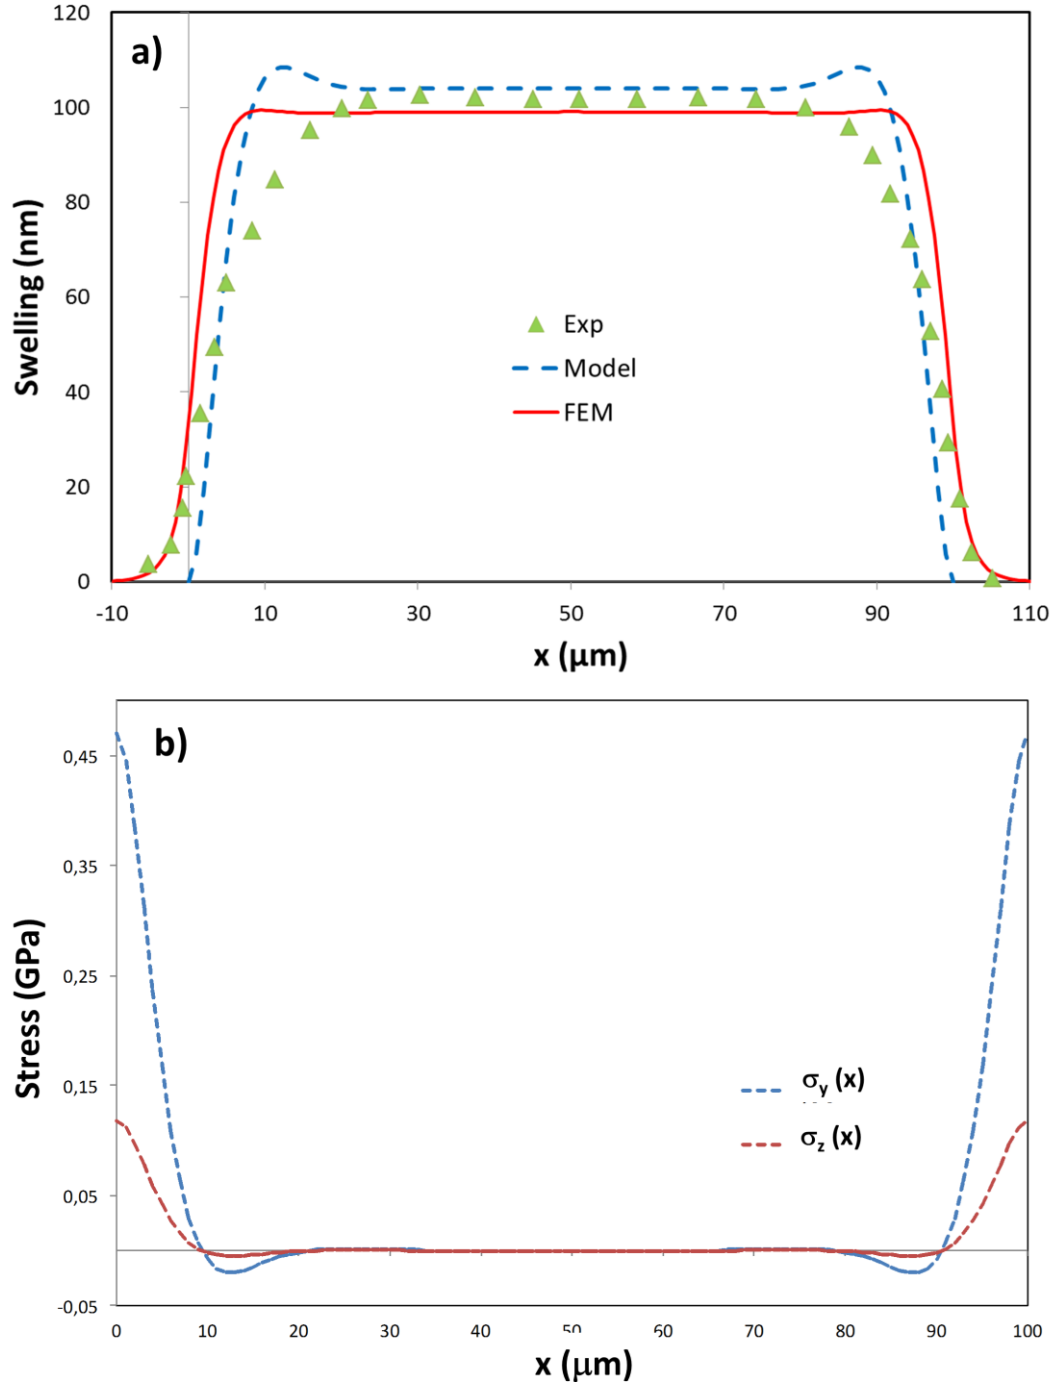 120
a)
100
80
60
40
20
0
Swelling (nm)
Exp
Model
FEM
-10 10 30 50 70 90 110
x (μm)
b)
0,45
0,35
0,25
0,15
0,05
-0,05
Stress (GPa)
σy (x)
σz (x)
0 10 20 30 40 50 60 70 80 90 100
x (μm)